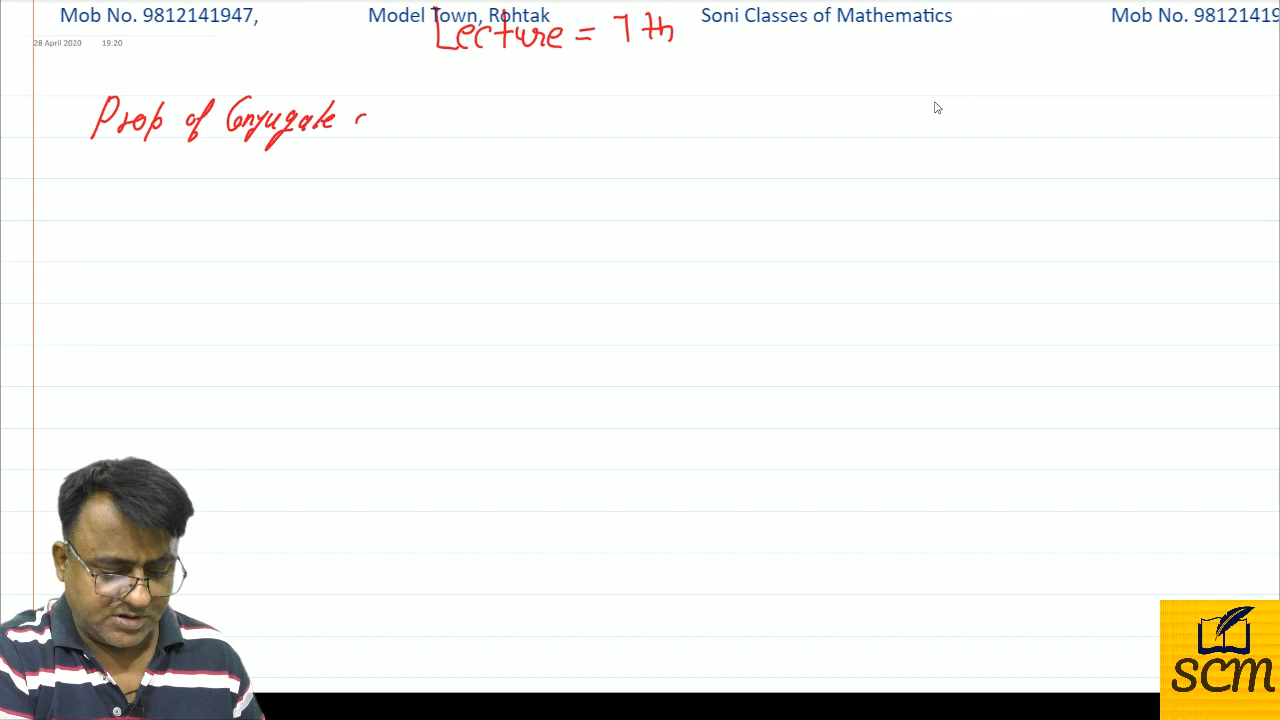 Mob No. 9812141947, Model Town, Rohtak Soni Classes of Mathematics Mob No. 98121419
Lecture = 7th
28 April 2020 19:20
Prop of Conjugate
SCM